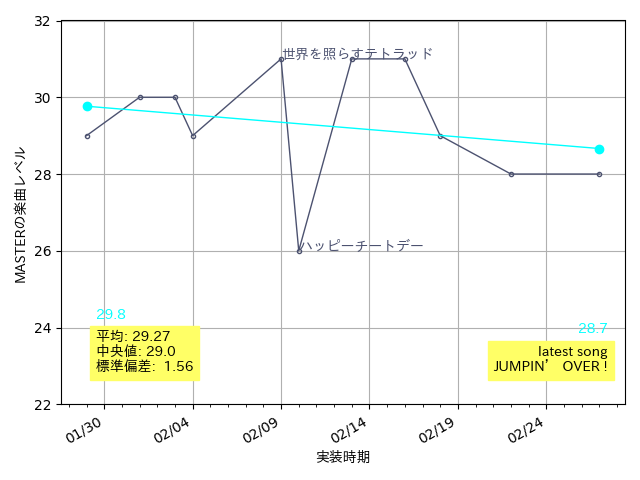 32
30
28
26
24
22
MASTERの楽曲レベル
世界を照らすテトラッド
ハッピーチートデー
29.8
28.7
平均: 29.27
中央値: 29.0
標準偏差: 1.56
latest song
JUMPIN’ OVER !
01/30
02/04
02/09
02/14
02/19
02/24
実装時期